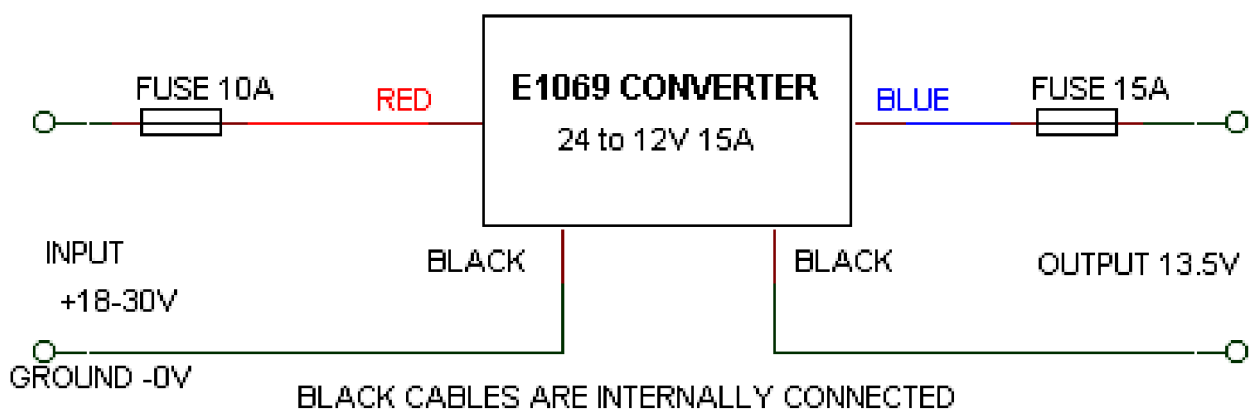 FUSE 10A
RED
E1069 CONVERTER
24 to 12V 15A
BLUE
FUSE 15A
INPUT
+18-30V
BLACK
BLACK
OUTPUT 13.5V
GROUND -0V
BLACK CABLES ARE INTERNALLY CONNECTED